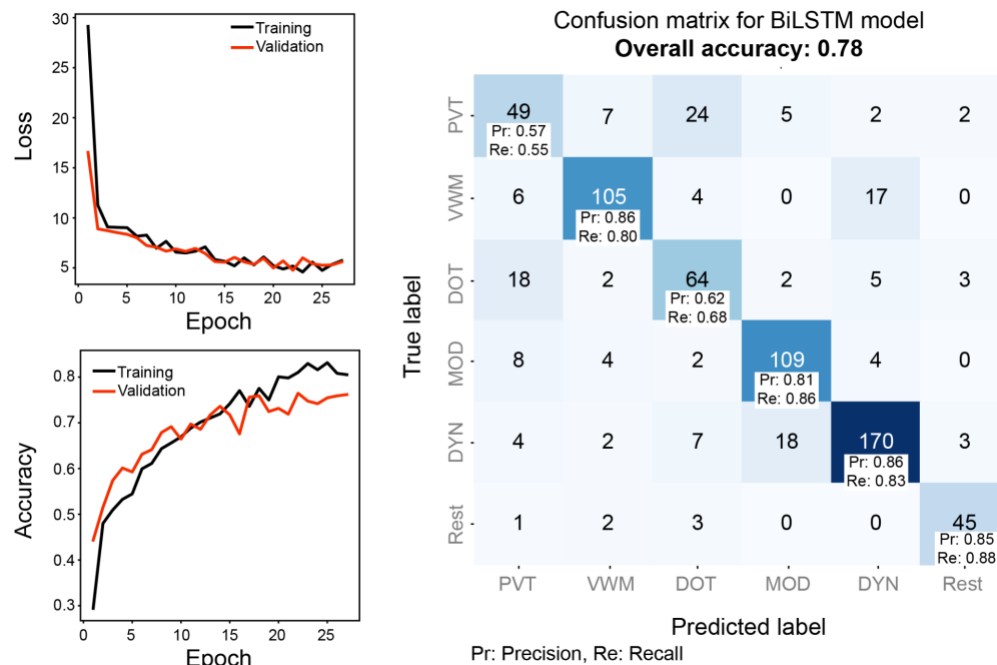 30
25
20
15
10
5
0
5
10
15
20
25
Loss
Epoch
Training
Validation
0.8
0.7
0.6
0.5
0.4
0.3
0
5
10
15
20
25
Accuracy
Epoch
Training
Validation
Confusion matrix for BiLSTM model
Overall accuracy: 0.78
True label
PVT
49
Pr: 0.57
Re: 0.55
7
24
5
2
2
VWM
6
105
Pr: 0.86
Re: 0.80
4
0
17
0
DOT
18
2
64
Pr: 0.62
Re: 0.68
2
5
3
MOD
8
4
2
109
Pr: 0.81
Re: 0.86
4
0
DYN
4
2
7
18
170
Pr: 0.86
Re: 0.83
3
Rest
1
2
3
0
0
45
Pr: 0.85
Re: 0.88
PVT
VWM
DOT
MOD
DYN
Rest
Predicted label
Pr: Precision, Re: Recall